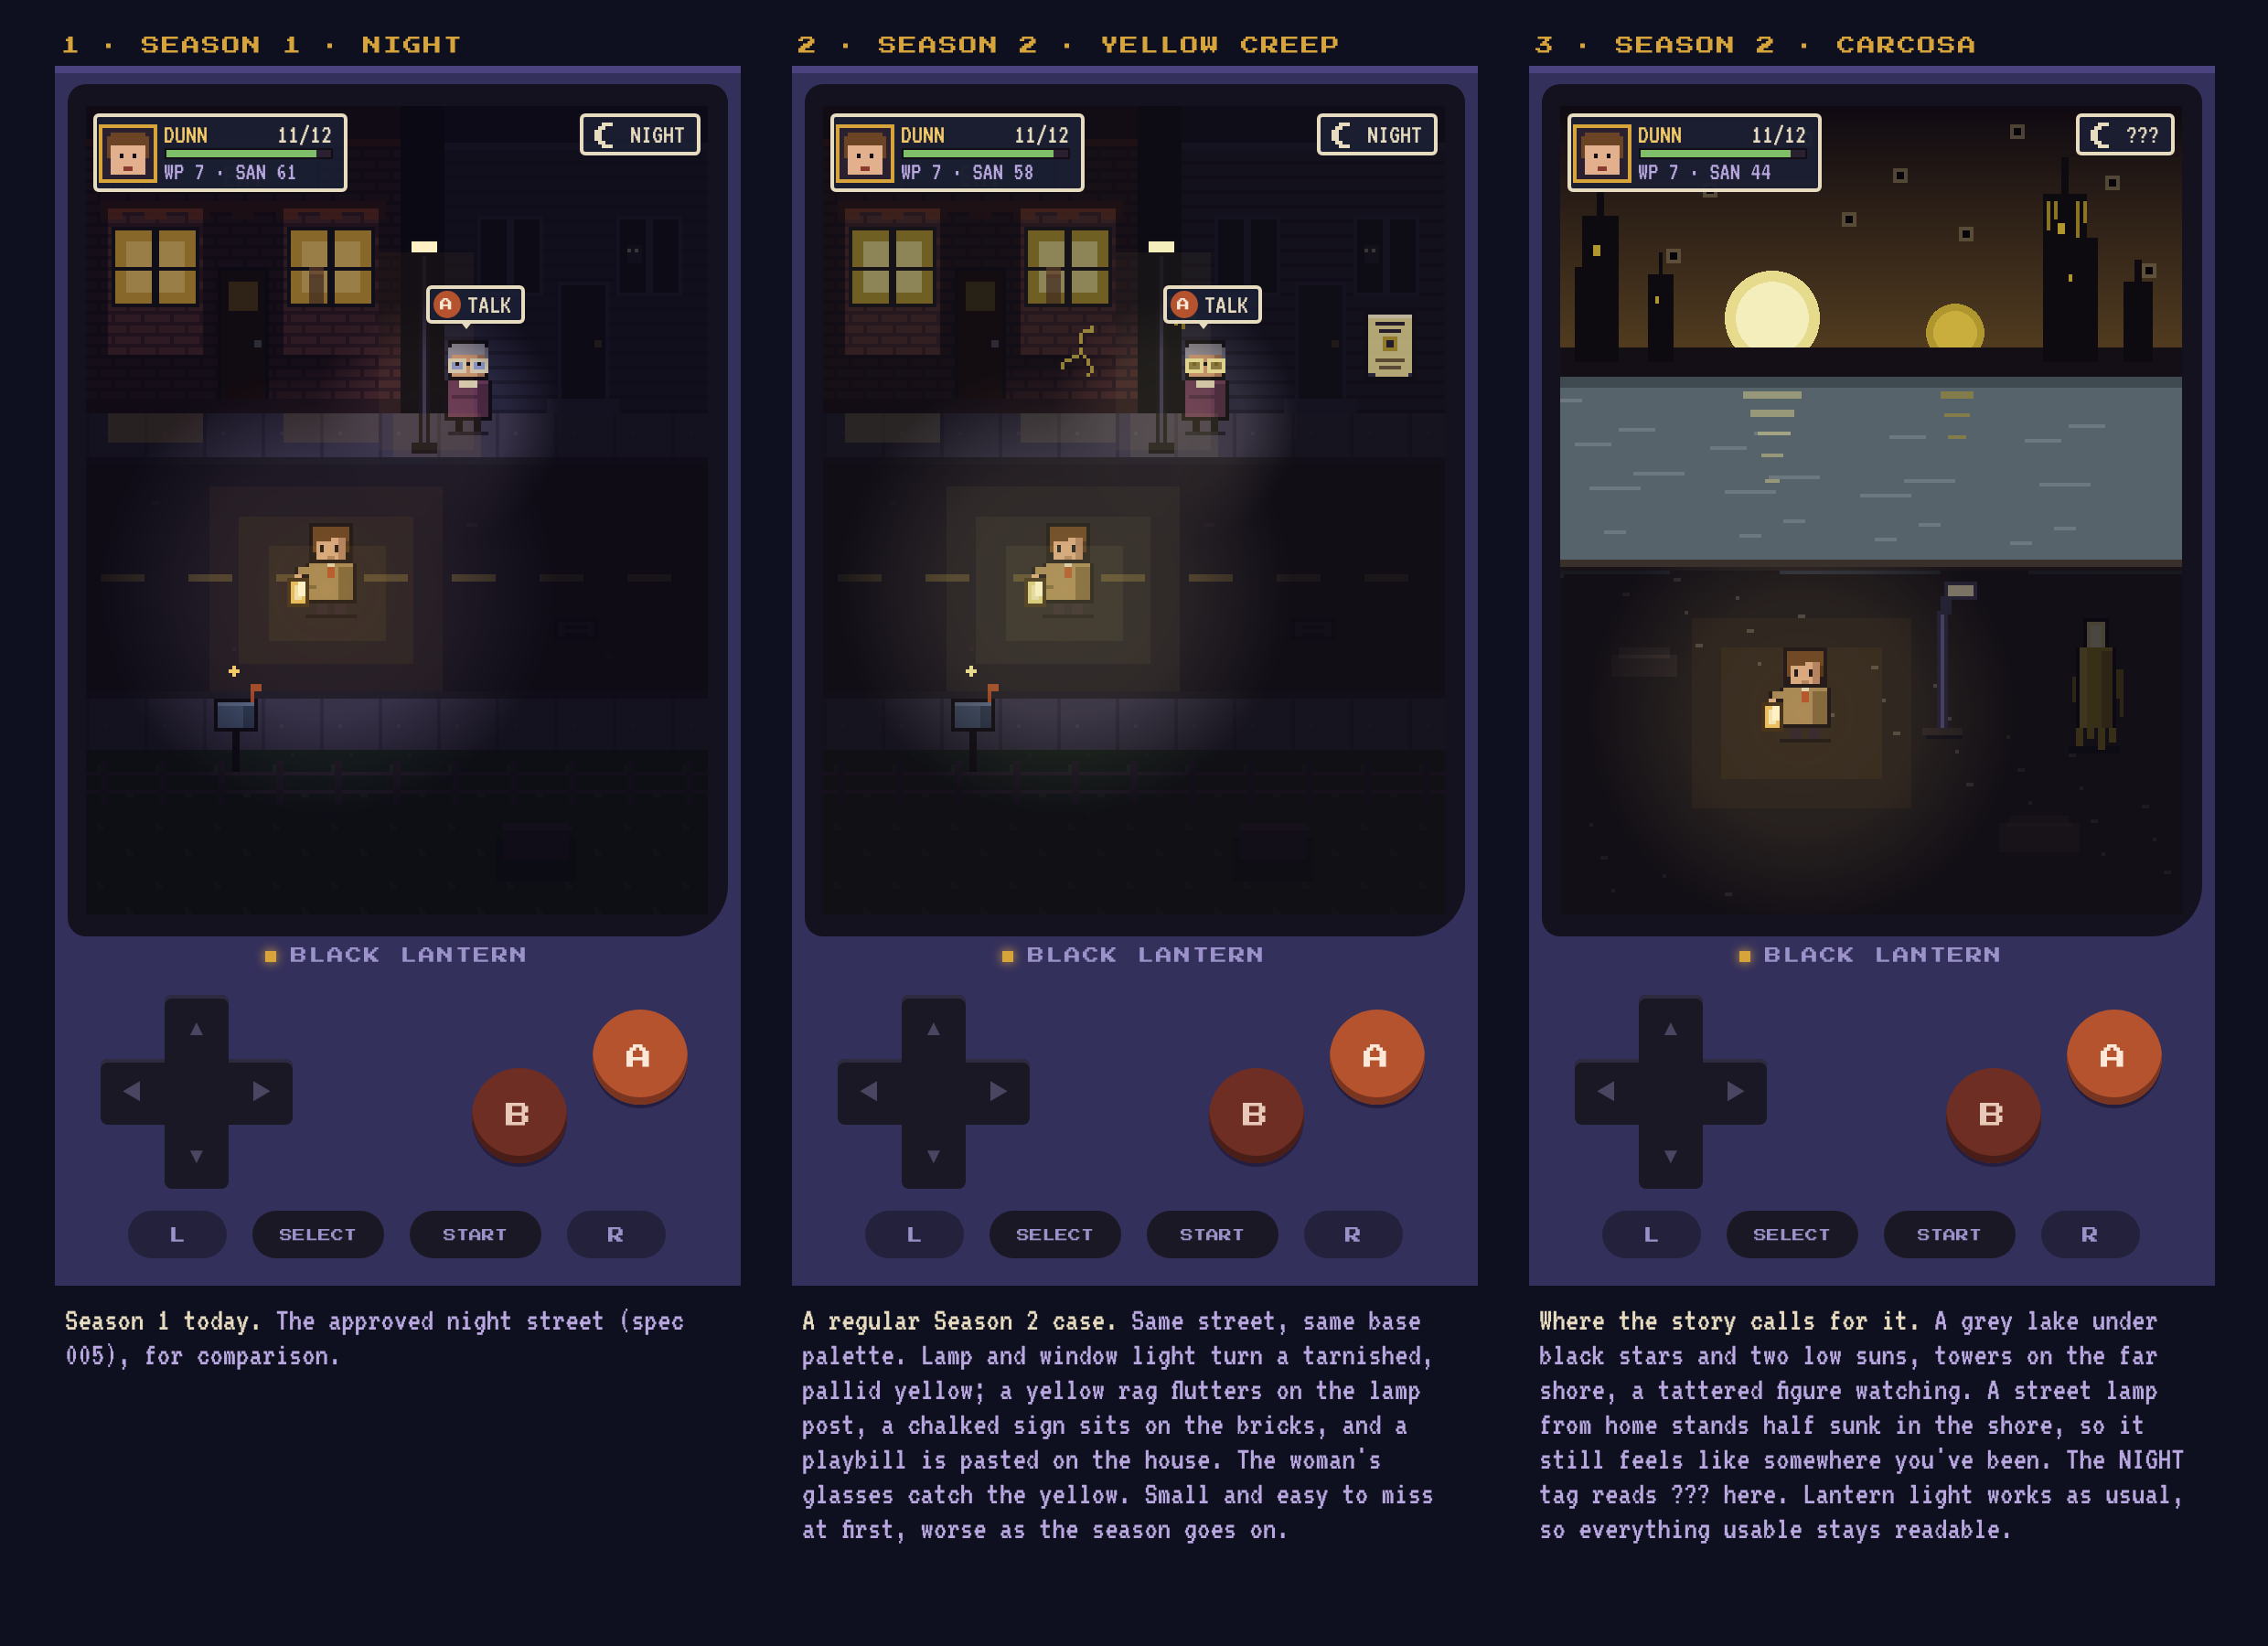 1 · SEASON 1 · NIGHT
DUNN 11/12
WP 7 · SAN 61
NIGHT
A TALK
BLACK LANTERN
A
B
L SELECT START R
Season 1 today. The approved night street (spec
005), for comparison.
2 · SEASON 2 · YELLOW CREEP
DUNN 11/12
WP 7 · SAN 58
NIGHT
A TALK
BLACK LANTERN
A
B
L SELECT START R
A regular Season 2 case. Same street, same base
palette. Lamp and window light turn a tarnished,
pallid yellow; a yellow rag flutters on the lamp
post, a chalked sign sits on the bricks, and a
playbill is pasted on the house. The woman's
glasses catch the yellow. Small and easy to miss
at first, worse as the season goes on.
3 · SEASON 2 · CARCOSA
DUNN 11/12
WP 7 · SAN 44
???
BLACK LANTERN
A
B
L SELECT START R
Where the story calls for it. A grey lake under
black stars and two low suns, towers on the far
shore, a tattered figure watching. A street lamp
from home stands half sunk in the shore, so it
still feels like somewhere you've been. The NIGHT
tag reads ??? here. Lantern light works as usual,
so everything usable stays readable.